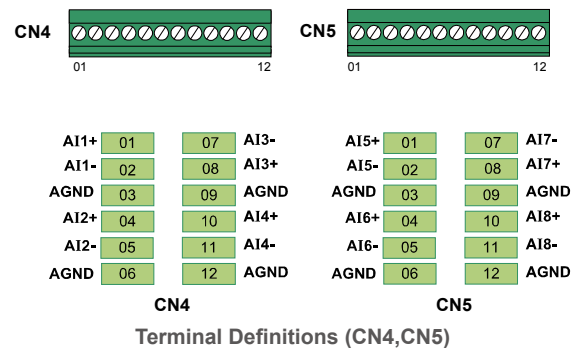 CN4 CN5
01 12 01 12
AI1+ 01 07 AI3- AI5+ 01 07 AI7-
AI1- 02 08 AI3+ AI5- 02 08 AI7+
AGND 03 09 AGND AGND 03 09 AGND
AI2+ 04 10 AI4+ AI6+ 04 10 AI8+
AI2- 05 11 AI4- AI6- 05 11 AI8-
AGND 06 12 AGND AGND 06 12 AGND
CN4 CN5
Terminal Definitions (CN4,CN5)